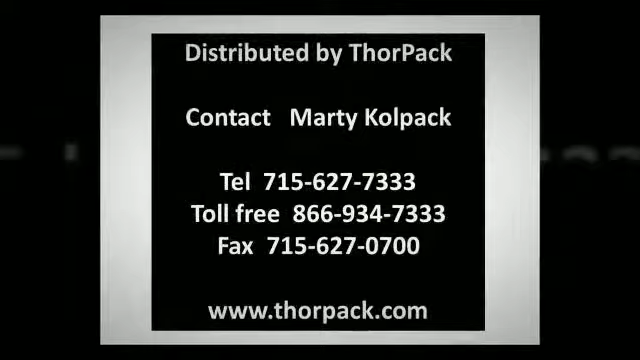 Distributed by ThorPack
Contact Marty Kolpack
Tel 715-627-7333
Toll free 866-934-7333
Fax 715-627-0700
www.thorpack.com